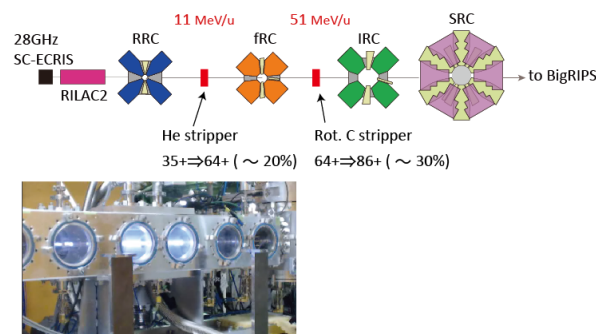 11 MeV/u
51 MeV/u
SRC
28GHz
SC-ECRIS
RRC
fRC
IRC
RILAC2
to BigRIPS
He stripper
Rot. C stripper
35+⇒64+ ( ～ 20%)
64+⇒86+ ( ～ 30%)